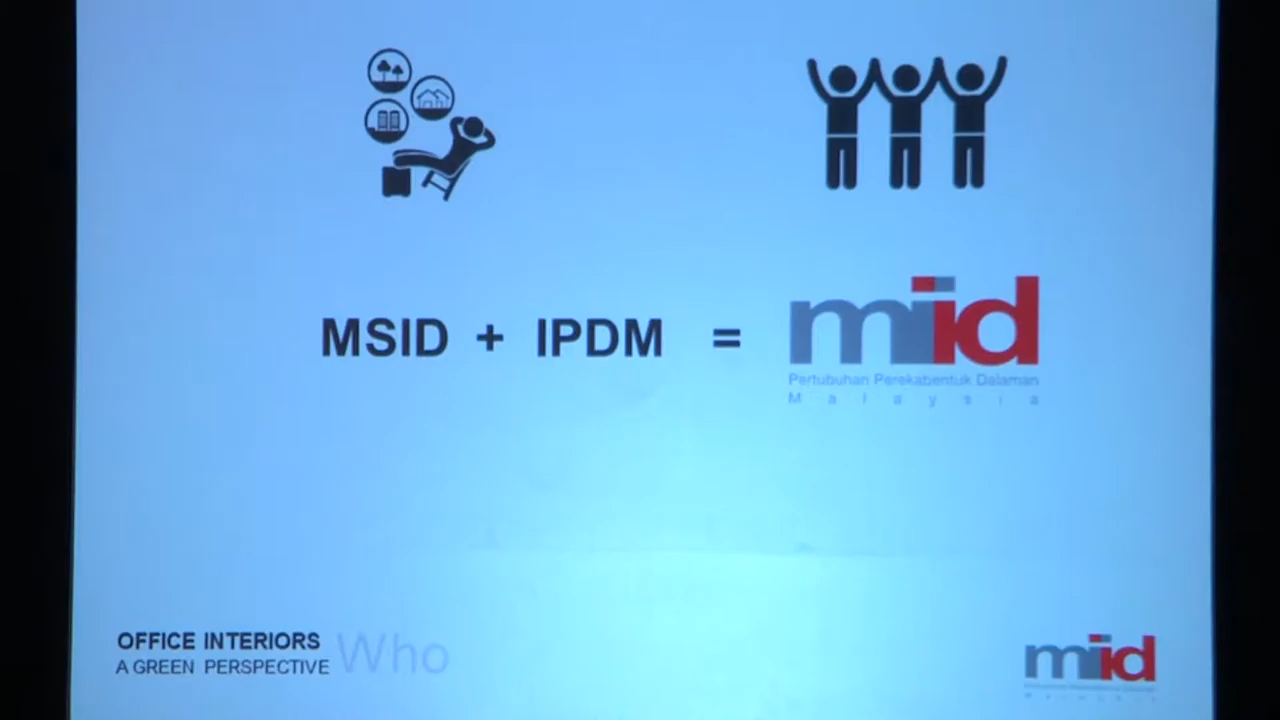 MSID + IPDM = miid
Pertubuhan Perekabentuk Dalaman
Malaysia
OFFICE INTERIORS
A GREEN PERSPECTIVE
Who
miid